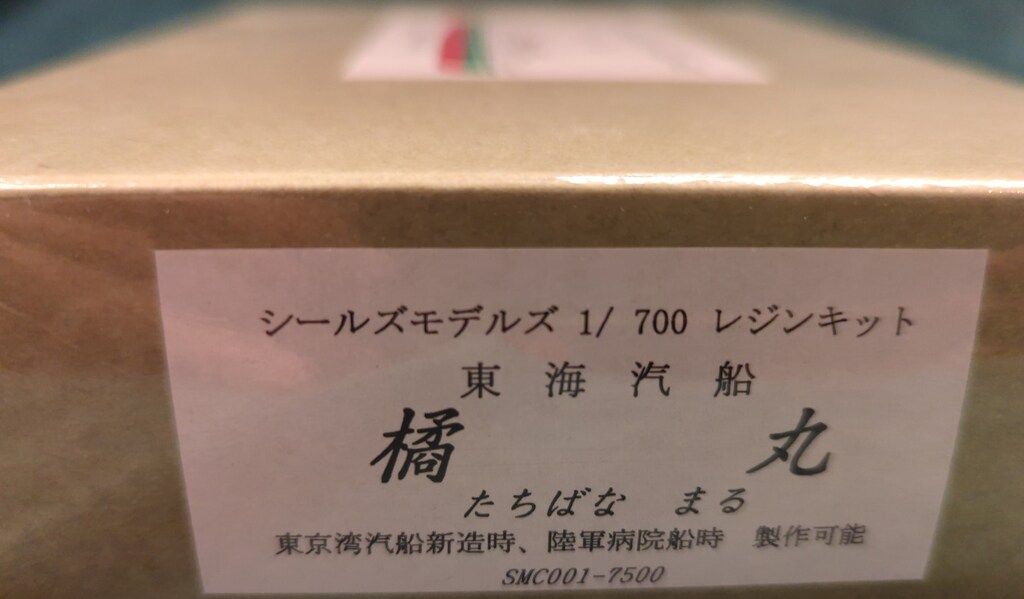 シールズモデルズ 1/ 700 レジンキット
東 海 汽 船
橘 丸
たちばな まる
東京湾汽船新造時、陸軍病院船時 製作可能
SMC001-7500